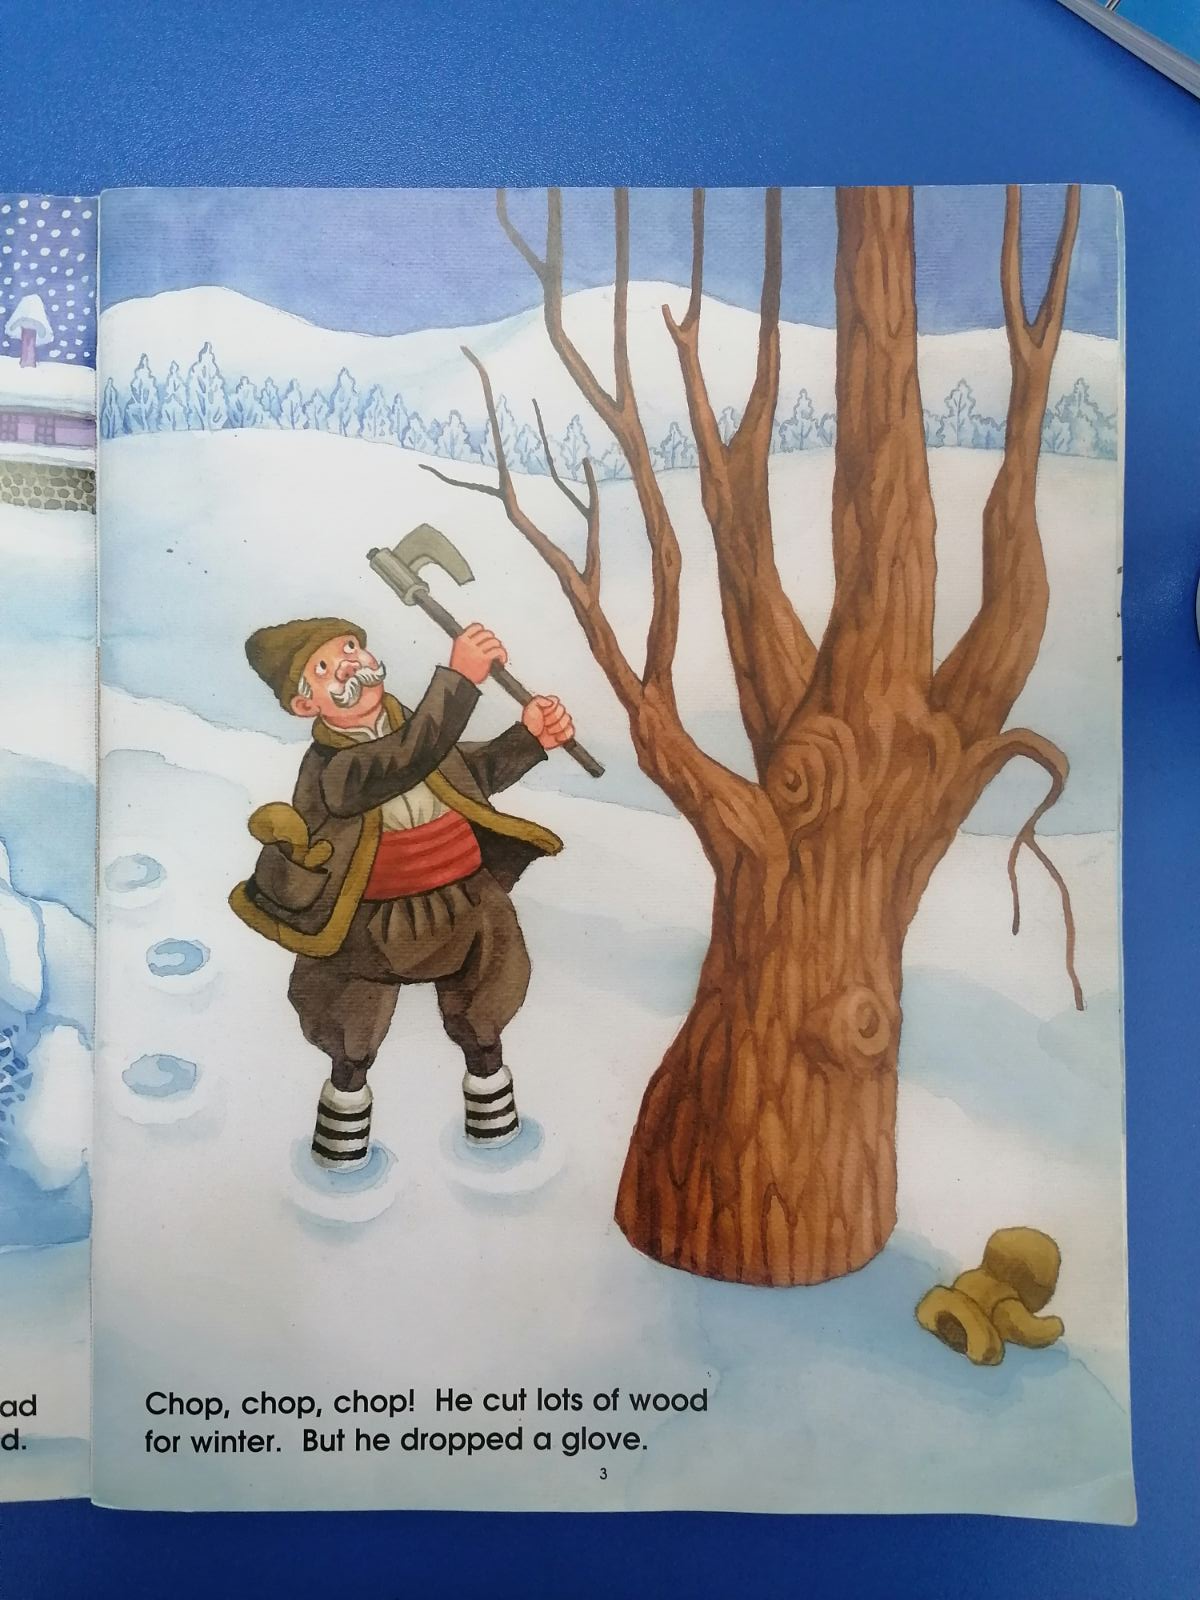 Chop, chop, chop! He cut lots of wood
for winter. But he dropped a glove.
3